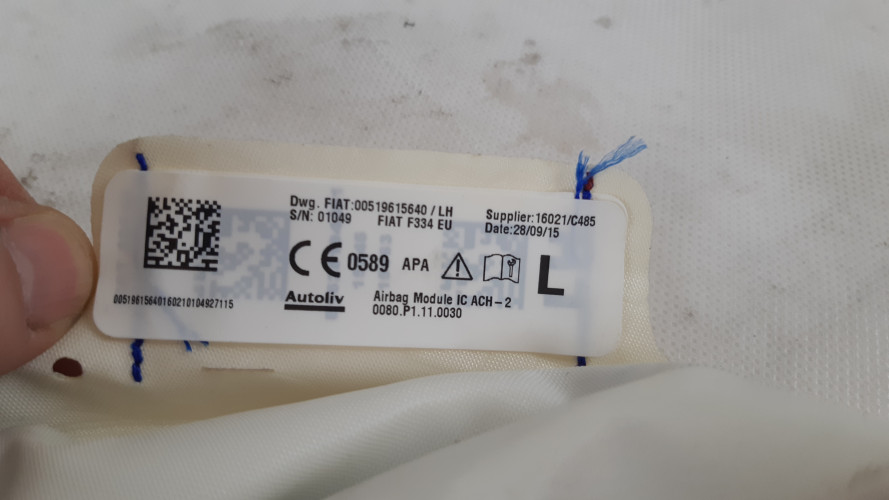 Dwg. FIAT:00519615640 / LH
S/N: 01049 FIAT F334 EU
Supplier:16021/C485
Date:28/09/15
CE 0589 APA
L
00519615640160210104927115
Autoliv
Airbag Module IC ACH-2
0080.P1.11.0030